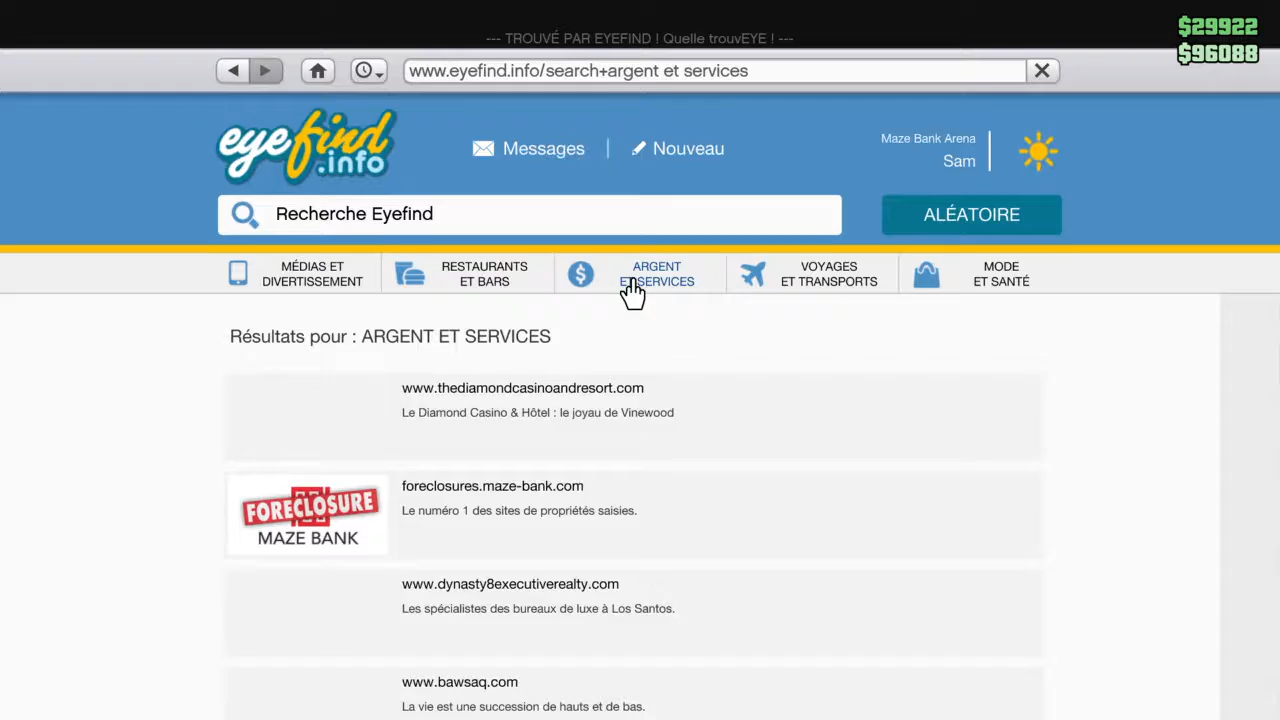 $29922
--- TROUVÉ PAR EYEFIND ! Quelle trouvEYE ! ---
$96088
www.eyefind.info/search+argent et services
eyefind.info
Messages
Nouveau
Maze Bank Arena
Sam
Recherche Eyefind
ALÉATOIRE
MÉDIAS ET
DIVERTISSEMENT
RESTAURANTS
ET BARS
ARGENT
ET SERVICES
VOYAGES
ET TRANSPORTS
MODE
ET SANTÉ
Résultats pour : ARGENT ET SERVICES
www.thediamondcasinoandresort.com
Le Diamond Casino & Hôtel : le joyau de Vinewood
FORECLOSURE
MAZE BANK
foreclosures.maze-bank.com
Le numéro 1 des sites de propriétés saisies.
www.dynasty8executiverealty.com
Les spécialistes des bureaux de luxe à Los Santos.
www.bawsaq.com
La vie est une succession de hauts et de bas.